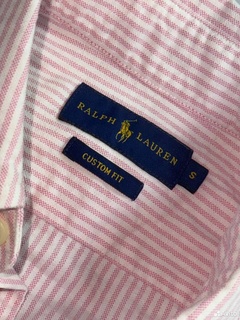 RALPH LAUREN
S
CUSTOM FIT